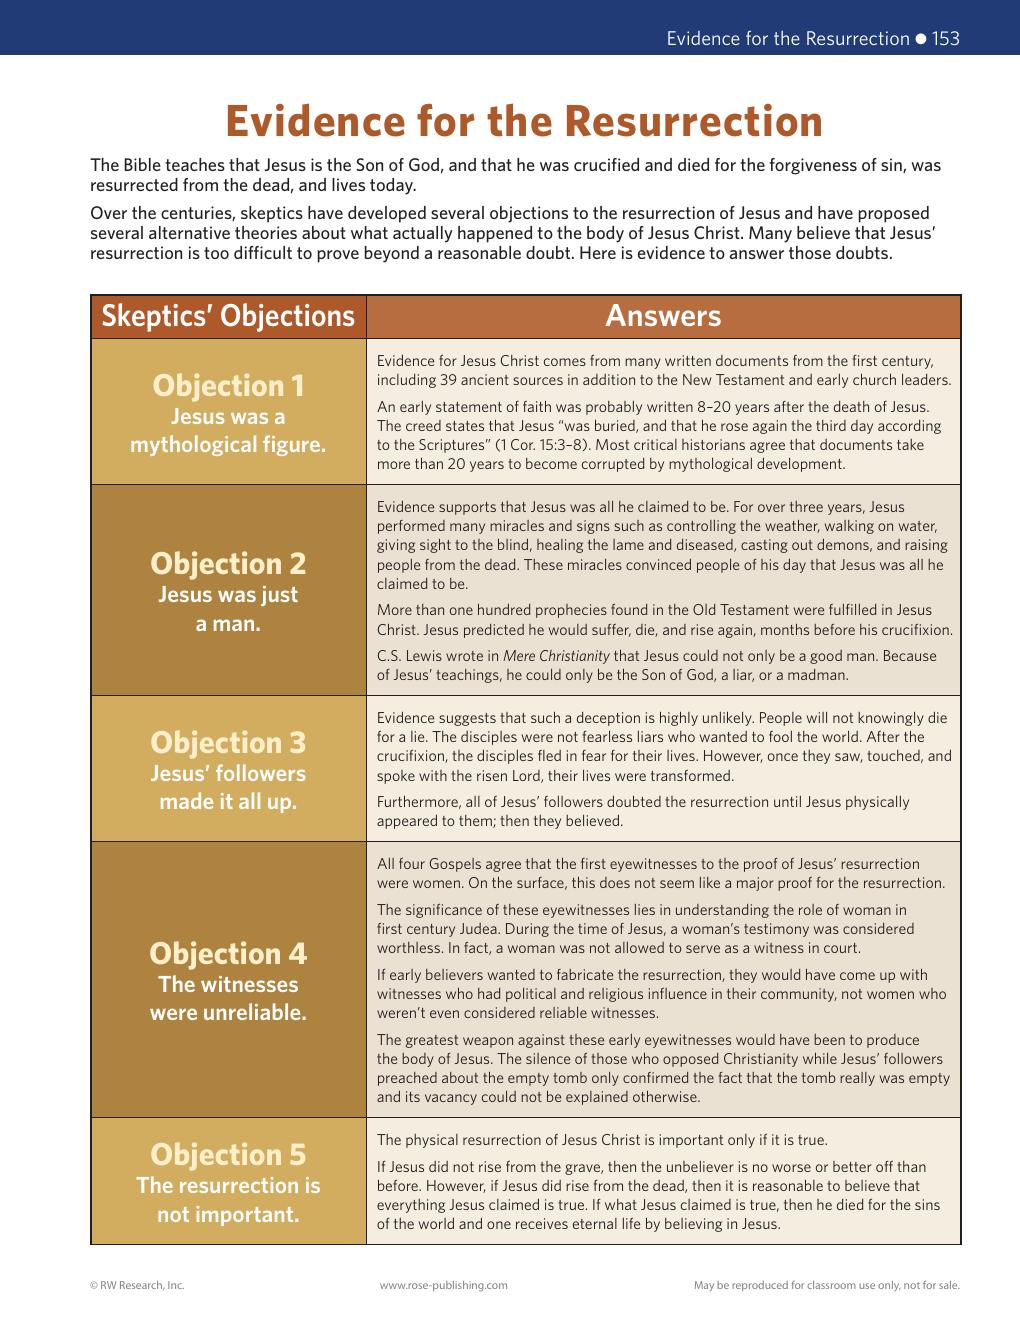 Evidence for the Resurrection ● 153
Evidence for the Resurrection
The Bible teaches that Jesus is the Son of God, and that he was crucified and died for the forgiveness of sin, was
resurrected from the dead, and lives today.
Over the centuries, skeptics have developed several objections to the resurrection of Jesus and have proposed
several alternative theories about what actually happened to the body of Jesus Christ. Many believe that Jesus’
resurrection is too difficult to prove beyond a reasonable doubt. Here is evidence to answer those doubts.
Skeptics’ Objections
Answers
Objection 1
Jesus was a
mythological figure.
Evidence for Jesus Christ comes from many written documents from the first century,
including 39 ancient sources in addition to the New Testament and early church leaders.
An early statement of faith was probably written 8–20 years after the death of Jesus.
The creed states that Jesus “was buried, and that he rose again the third day according
to the Scriptures” (1 Cor. 15:3–8). Most critical historians agree that documents take
more than 20 years to become corrupted by mythological development.
Objection 2
Jesus was just
a man.
Evidence supports that Jesus was all he claimed to be. For over three years, Jesus
performed many miracles and signs such as controlling the weather, walking on water,
giving sight to the blind, healing the lame and diseased, casting out demons, and raising
people from the dead. These miracles convinced people of his day that Jesus was all he
claimed to be.
More than one hundred prophecies found in the Old Testament were fulfilled in Jesus
Christ. Jesus predicted he would suffer, die, and rise again, months before his crucifixion.
C.S. Lewis wrote in Mere Christianity that Jesus could not only be a good man. Because
of Jesus’ teachings, he could only be the Son of God, a liar, or a madman.
Objection 3
Jesus’ followers
made it all up.
Evidence suggests that such a deception is highly unlikely. People will not knowingly die
for a lie. The disciples were not fearless liars who wanted to fool the world. After the
crucifixion, the disciples fled in fear for their lives. However, once they saw, touched, and
spoke with the risen Lord, their lives were transformed.
Furthermore, all of Jesus’ followers doubted the resurrection until Jesus physically
appeared to them; then they believed.
Objection 4
The witnesses
were unreliable.
All four Gospels agree that the first eyewitnesses to the proof of Jesus’ resurrection
were women. On the surface, this does not seem like a major proof for the resurrection.
The significance of these eyewitnesses lies in understanding the role of woman in
first century Judea. During the time of Jesus, a woman’s testimony was considered
worthless. In fact, a woman was not allowed to serve as a witness in court.
If early believers wanted to fabricate the resurrection, they would have come up with
witnesses who had political and religious influence in their community, not women who
weren’t even considered reliable witnesses.
The greatest weapon against these early eyewitnesses would have been to produce
the body of Jesus. The silence of those who opposed Christianity while Jesus’ followers
preached about the empty tomb only confirmed the fact that the tomb really was empty
and its vacancy could not be explained otherwise.
Objection 5
The resurrection is
not important.
The physical resurrection of Jesus Christ is important only if it is true.
If Jesus did not rise from the grave, then the unbeliever is no worse or better off than
before. However, if Jesus did rise from the dead, then it is reasonable to believe that
everything Jesus claimed is true. If what Jesus claimed is true, then he died for the sins
of the world and one receives eternal life by believing in Jesus.
© RW Research, Inc.
www.rose-publishing.com
May be reproduced for classroom use only, not for sale.